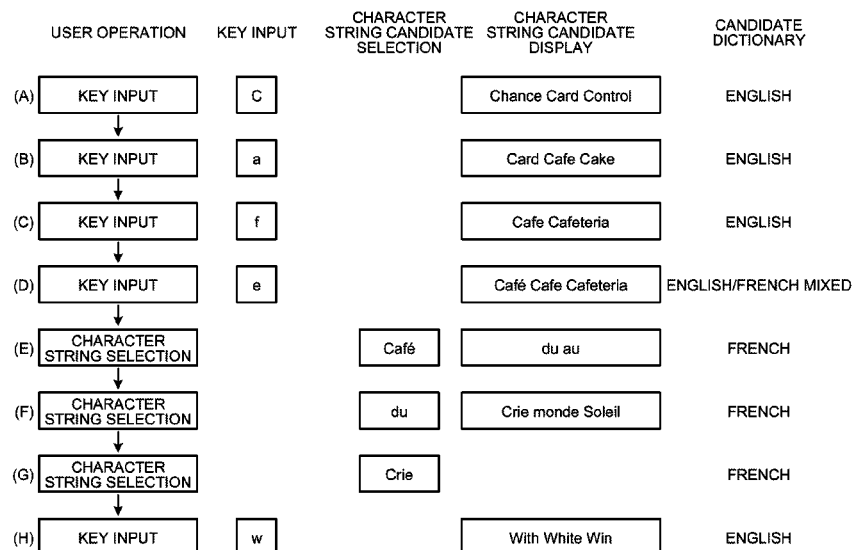 USER OPERATION KEY INPUT CHARACTER STRING CANDIDATE SELECTION CHARACTER STRING CANDIDATE DISPLAY CANDIDATE DICTIONARY
(A) KEY INPUT C Chance Card Control ENGLISH
(B) KEY INPUT a Card Cafe Cake ENGLISH
(C) KEY INPUT f Cafe Cafeteria ENGLISH
(D) KEY INPUT e Café Cafe Cafeteria ENGLISH/FRENCH MIXED
(E) CHARACTER STRING SELECTION Café du au FRENCH
(F) CHARACTER STRING SELECTION du Crie monde Soleil FRENCH
(G) CHARACTER STRING SELECTION Crie FRENCH
(H) KEY INPUT w With White Win ENGLISH